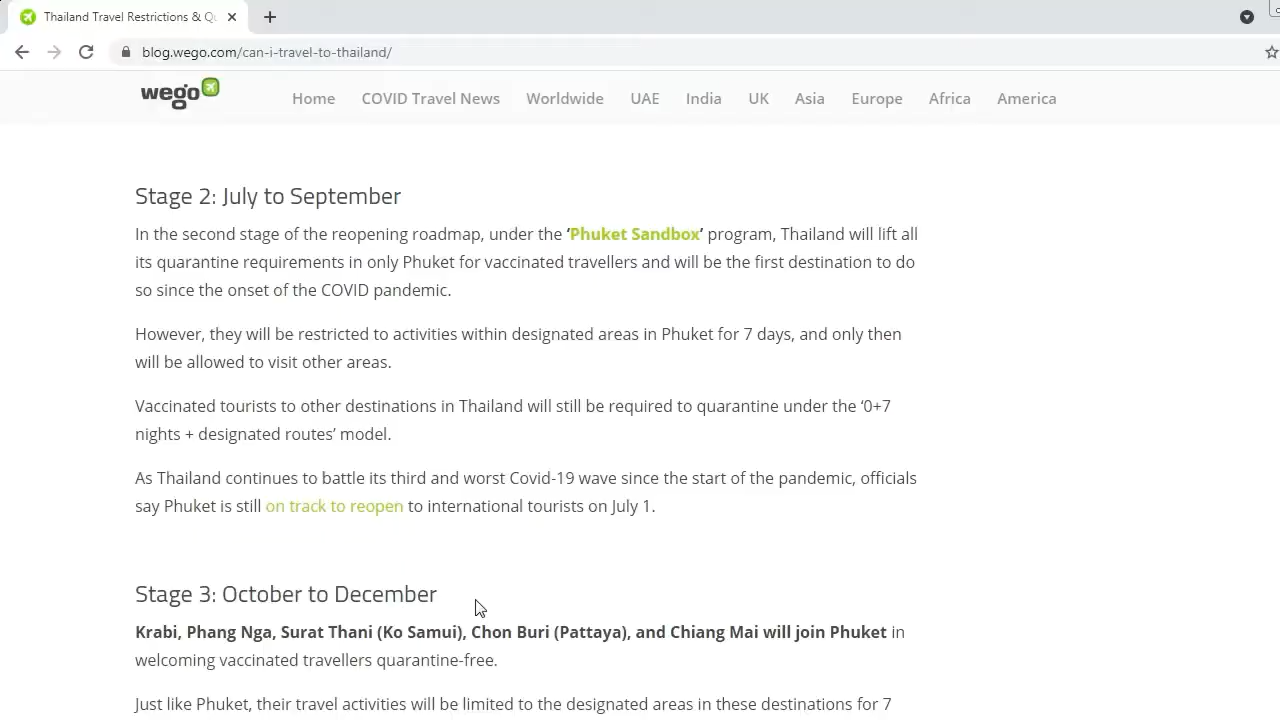 Thailand Travel Restrictions & Qu
blog.wego.com/can-i-travel-to-thailand/
wego
Home COVID Travel News Worldwide UAE India UK Asia Europe Africa America
Stage 2: July to September
In the second stage of the reopening roadmap, under the ‘Phuket Sandbox’ program, Thailand will lift all
its quarantine requirements in only Phuket for vaccinated travellers and will be the first destination to do
so since the onset of the COVID pandemic.
However, they will be restricted to activities within designated areas in Phuket for 7 days, and only then
will be allowed to visit other areas.
Vaccinated tourists to other destinations in Thailand will still be required to quarantine under the ‘0+7
nights + designated routes’ model.
As Thailand continues to battle its third and worst Covid-19 wave since the start of the pandemic, officials
say Phuket is still on track to reopen to international tourists on July 1.
Stage 3: October to December
Krabi, Phang Nga, Surat Thani (Ko Samui), Chon Buri (Pattaya), and Chiang Mai will join Phuket in
welcoming vaccinated travellers quarantine-free.
Just like Phuket, their travel activities will be limited to the designated areas in these destinations for 7